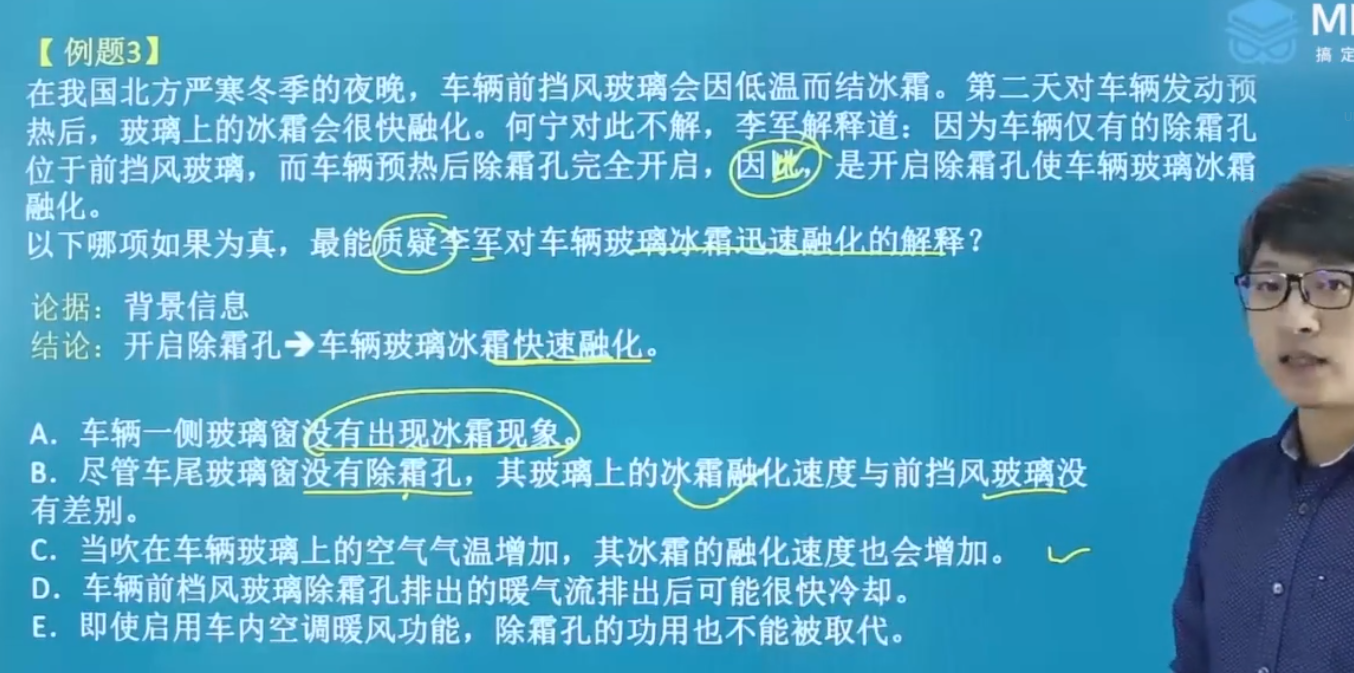 【例题3】
在我国北方严寒冬季的夜晚，车辆前挡风玻璃会因低温而结冰霜。第二天对车辆发动预
热后，玻璃上的冰霜会很快融化。何宁对此不解，李军解释道：因为车辆仅有的除霜孔
位于前挡风玻璃，而车辆预热后除霜孔完全开启，因此，是开启除霜孔使车辆玻璃冰霜
融化。
以下哪项如果为真，最能质疑李军对车辆玻璃冰霜迅速融化的解释？
论据：背景信息
结论：开启除霜孔➔车辆玻璃冰霜快速融化。
A．车辆一侧玻璃窗没有出现冰霜现象。
B．尽管车尾玻璃窗没有除霜孔，其玻璃上的冰霜融化速度与前挡风玻璃没
有差别。
C．当吹在车辆玻璃上的空气气温增加，其冰霜的融化速度也会增加。
D．车辆前档风玻璃除霜孔排出的暖气流排出后可能很快冷却。
E．即使启用车内空调暖风功能，除霜孔的功用也不能被取代。
搞定